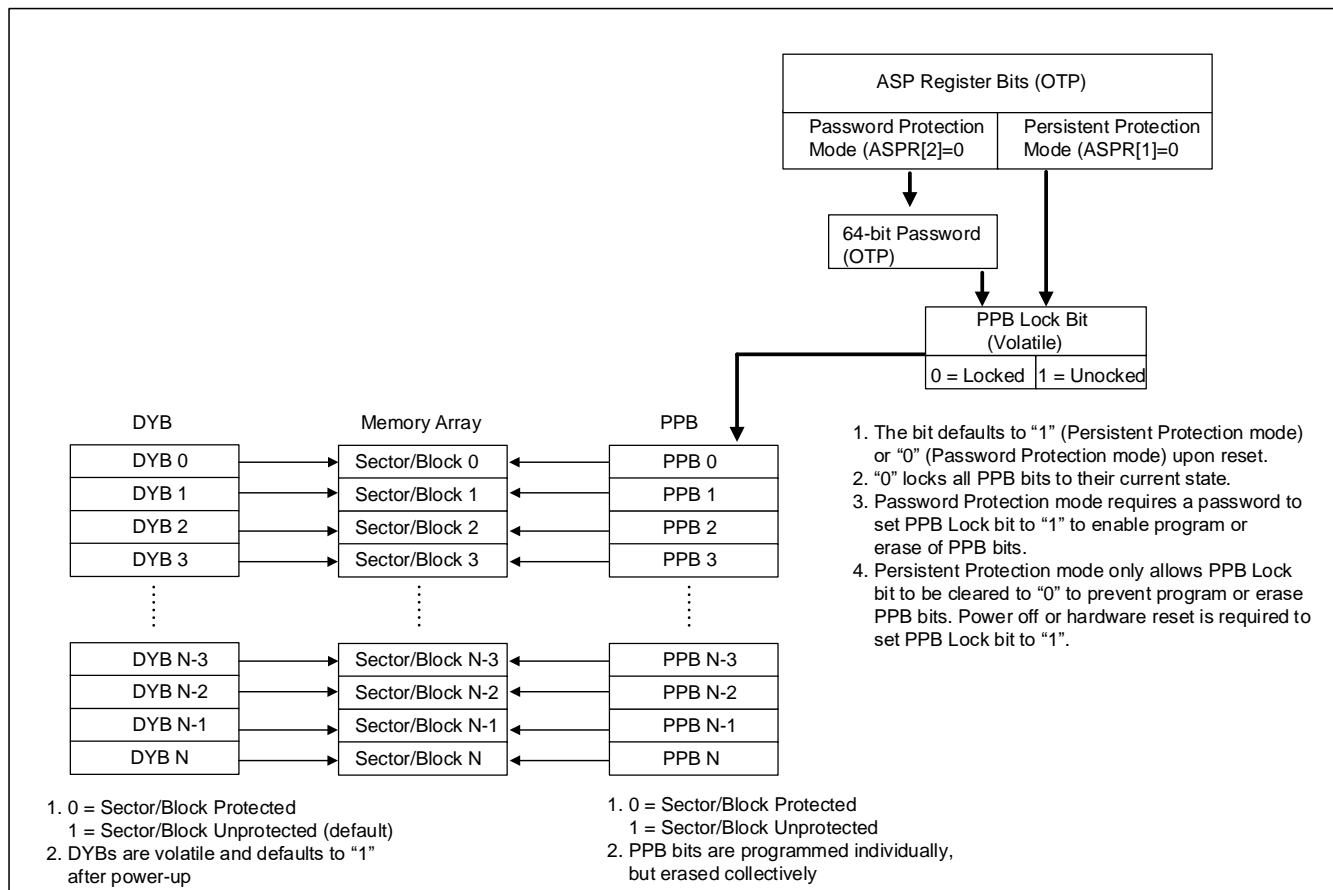 ASP Register Bits (OTP)
Password Protection
Mode (ASPR[2]=0
Persistent Protection
Mode (ASPR[1]=0
64-bit Password
(OTP)
PPB Lock Bit
(Volatile)
0 = Locked
1 = Unocked
1. The bit defaults to “1” (Persistent Protection mode)
or “0” (Password Protection mode) upon reset.
2. “0” locks all PPB bits to their current state.
3. Password Protection mode requires a password to
set PPB Lock bit to “1” to enable program or
erase of PPB bits.
4. Persistent Protection mode only allows PPB Lock
bit to be cleared to “0” to prevent program or erase
PPB bits. Power off or hardware reset is required to
set PPB Lock bit to “1”.
DYB
Memory Array
PPB
DYB 0
Sector/Block 0
PPB 0
DYB 1
Sector/Block 1
PPB 1
DYB 2
Sector/Block 2
PPB 2
DYB 3
Sector/Block 3
PPB 3
DYB N-3
Sector/Block N-3
PPB N-3
DYB N-2
Sector/Block N-2
PPB N-2
DYB N-1
Sector/Block N-1
PPB N-1
DYB N
Sector/Block N
PPB N
1. 0 = Sector/Block Protected
1 = Sector/Block Unprotected (default)
2. DYBs are volatile and defaults to “1”
after power-up
1. 0 = Sector/Block Protected
1 = Sector/Block Unprotected
2. PPB bits are programmed individually,
but erased collectively